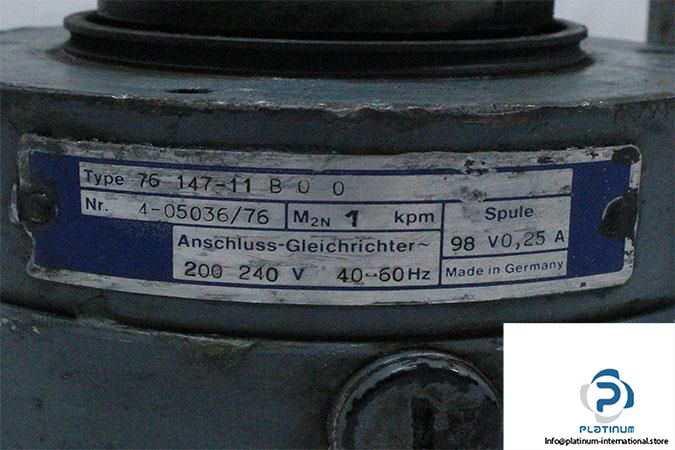 Type 76 147-11 B 0 0
Nr. 4-05036/76 M2N 1 kpm
Spule
98 V0,25 A
Anschluss-Gleichrichter~
200 240 V 40-60Hz
Made in Germany
PLATINUM
Info@platinum-international.store